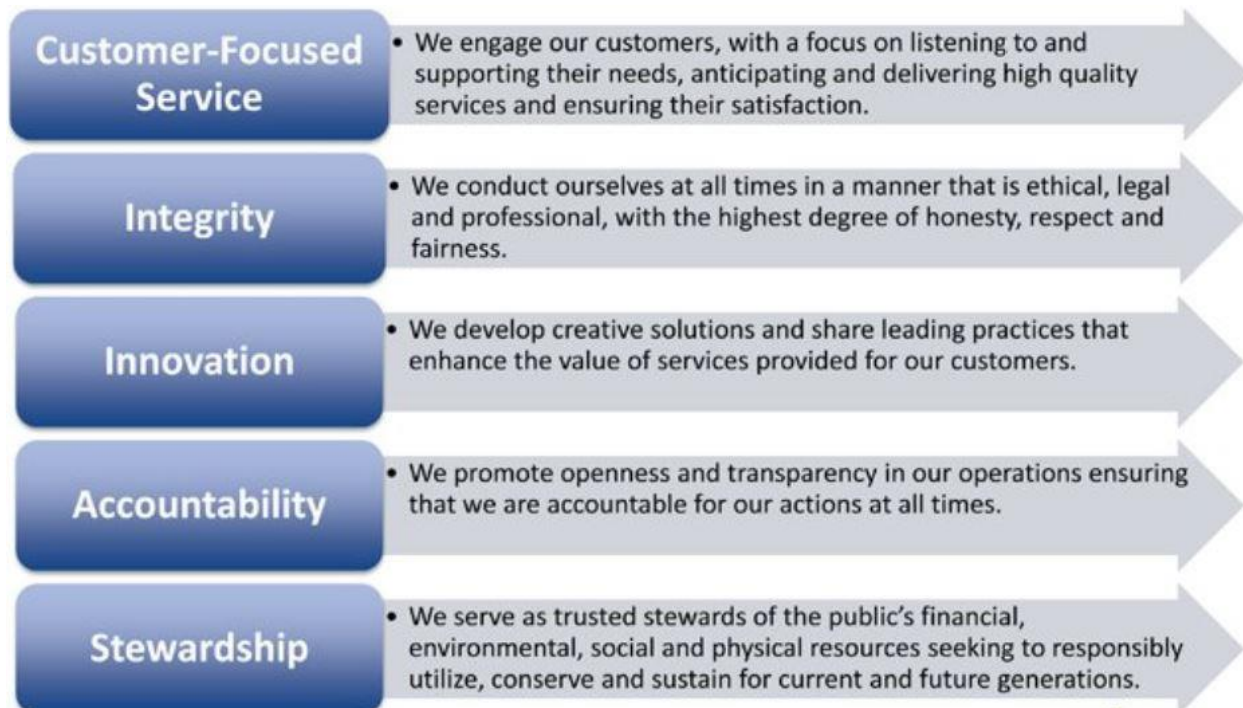 Customer-Focused
Service
• We engage our customers, with a focus on listening to and
supporting their needs, anticipating and delivering high quality
services and ensuring their satisfaction.
Integrity
• We conduct ourselves at all times in a manner that is ethical, legal
and professional, with the highest degree of honesty, respect and
fairness.
Innovation
• We develop creative solutions and share leading practices that
enhance the value of services provided for our customers.
Accountability
• We promote openness and transparency in our operations ensuring
that we are accountable for our actions at all times.
Stewardship
• We serve as trusted stewards of the public’s financial,
environmental, social and physical resources seeking to responsibly
utilize, conserve and sustain for current and future generations.